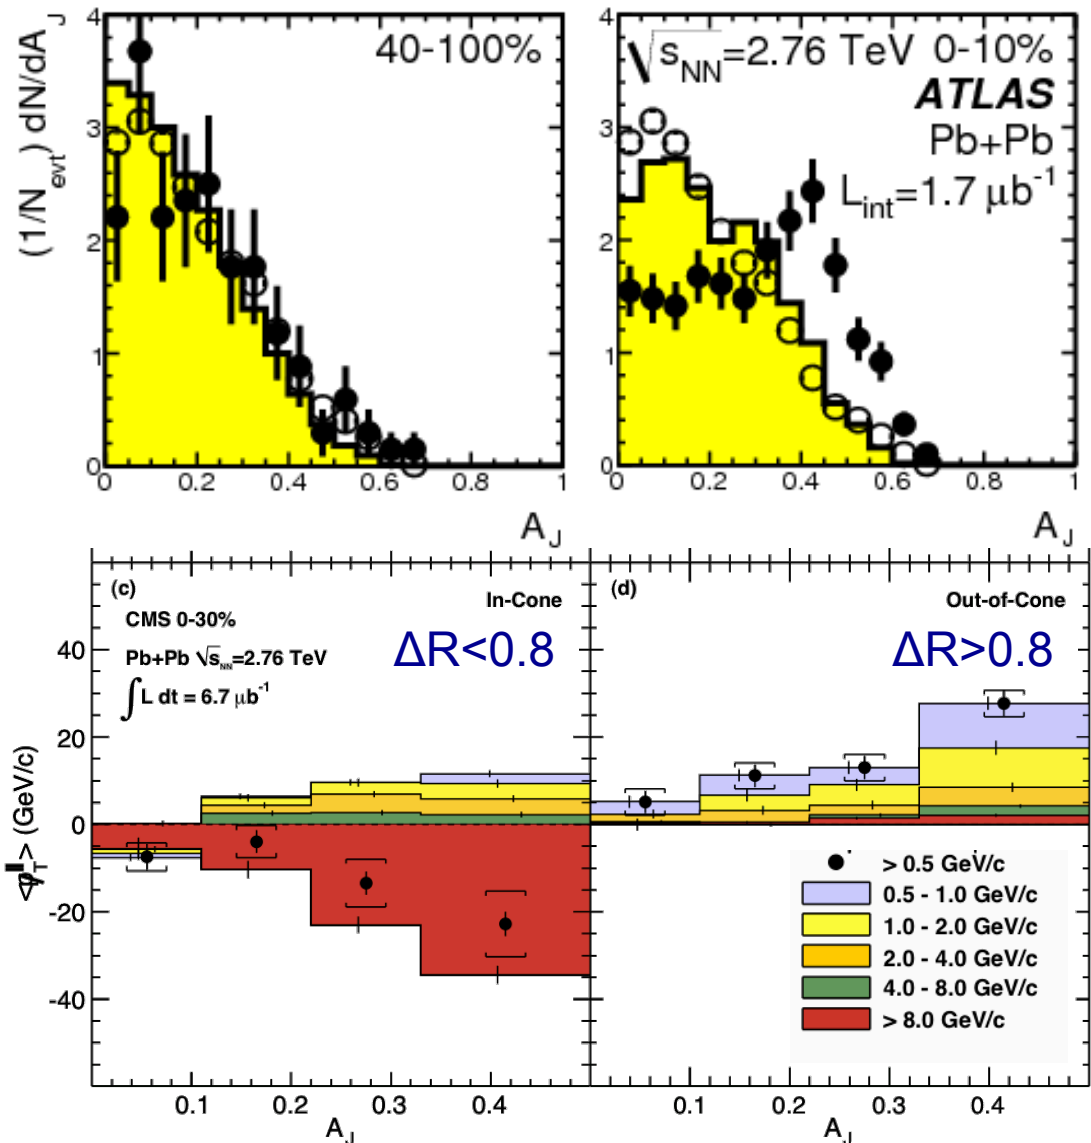 40-100%
(1/N_evt) dN/dA_J
4
3
2
1
0
0 0.2 0.4 0.6 0.8 1
A_J
√s_NN=2.76 TeV 0-10%
ATLAS
Pb+Pb
L_int=1.7 μb⁻¹
4
3
2
1
0
0 0.2 0.4 0.6 0.8 1
A_J
(c)
In-Cone
CMS 0-30%
ΔR<0.8
Pb+Pb √s_NN=2.76 TeV
∫L dt = 6.7 μb⁻¹
(GeV/c)
40
20
0
-20
-40
0.1 0.2 0.3 0.4
A_J
(d)
Out-of-Cone
ΔR>0.8
> 0.5 GeV/c
0.5 - 1.0 GeV/c
1.0 - 2.0 GeV/c
2.0 - 4.0 GeV/c
4.0 - 8.0 GeV/c
> 8.0 GeV/c
0.1 0.2 0.3 0.4
A_J